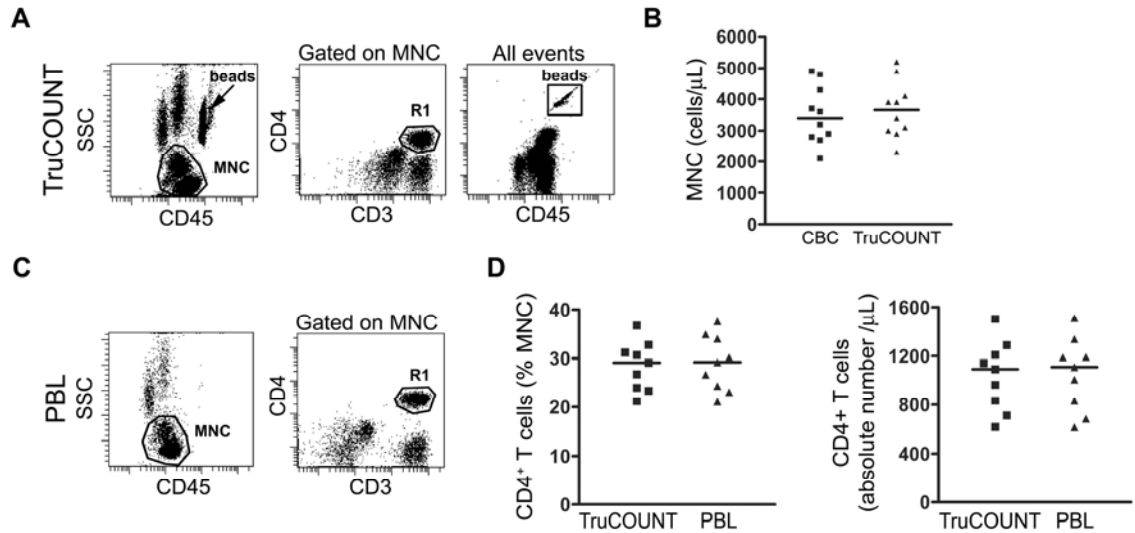 A
TruCOUNT
SSC
beads
MNC
CD45
Gated on MNC
CD4
R1
CD3
All events
beads
CD45
B
MNC (cells/µL)
6000
5000
4000
3000
2000
1000
0
CBC
TruCOUNT
C
PBL
SSC
MNC
CD45
Gated on MNC
CD4
R1
CD3
D
CD4⁺ T cells (% MNC)
40
30
20
10
0
TruCOUNT
PBL
CD4+ T cells
(absolute number /µL)
1600
1200
800
400
0
TruCOUNT
PBL